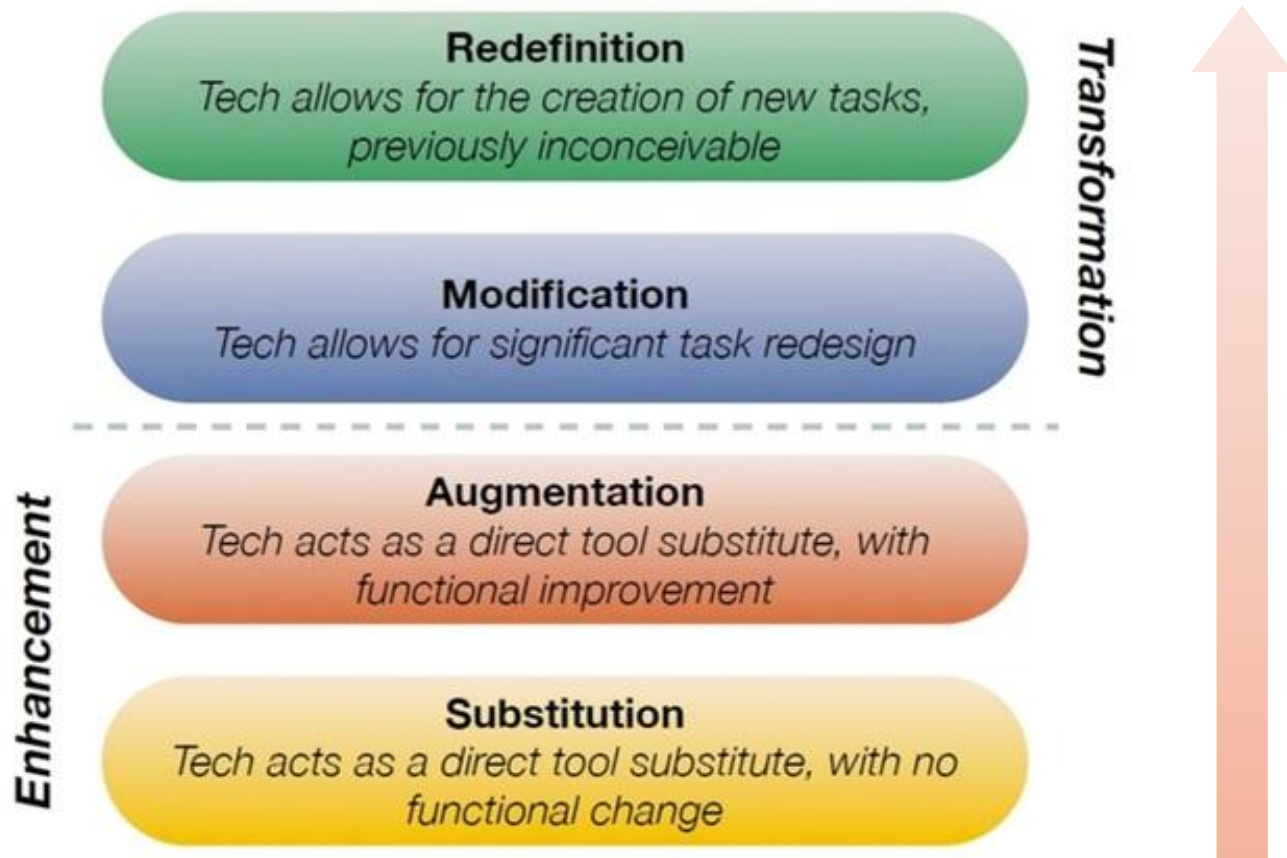 Redefinition
Tech allows for the creation of new tasks,
previously inconceivable
Transformation
Modification
Tech allows for significant task redesign
Augmentation
Tech acts as a direct tool substitute, with
functional improvement
Enhancement
Substitution
Tech acts as a direct tool substitute, with no
functional change